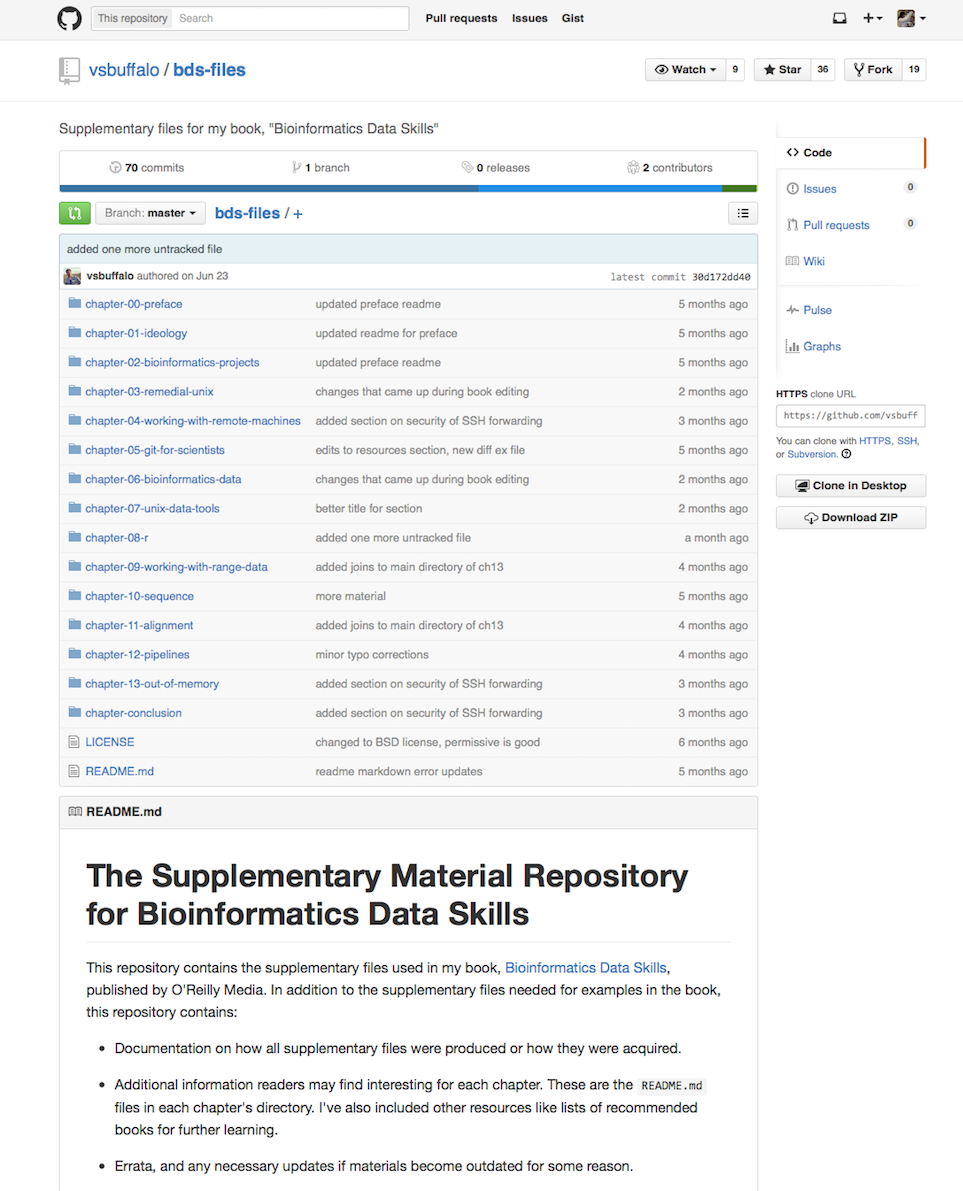 This repository Search Pull requests Issues Gist
vsbuffalo / bds-files Watch 9 Star 36 Fork 19
Supplementary files for my book, "Bioinformatics Data Skills"
70 commits 1 branch 0 releases 2 contributors
Branch: master bds-files / +
added one more untracked file
vsbuffalo authored on Jun 23 latest commit 30d172dd40
chapter-00-preface updated preface readme 5 months ago
chapter-01-ideology updated readme for preface 5 months ago
chapter-02-bioinformatics-projects updated preface readme 5 months ago
chapter-03-remedial-unix changes that came up during book editing 2 months ago
chapter-04-working-with-remote-machines added section on security of SSH forwarding 3 months ago
chapter-05-git-for-scientists edits to resources section, new diff ex file 5 months ago
chapter-06-bioinformatics-data changes that came up during book editing 2 months ago
chapter-07-unix-data-tools better title for section 2 months ago
chapter-08-r added one more untracked file a month ago
chapter-09-working-with-range-data added joins to main directory of ch13 4 months ago
chapter-10-sequence more material 5 months ago
chapter-11-alignment added joins to main directory of ch13 4 months ago
chapter-12-pipelines minor typo corrections 4 months ago
chapter-13-out-of-memory added section on security of SSH forwarding 3 months ago
chapter-conclusion added section on security of SSH forwarding 3 months ago
LICENSE changed to BSD license, permissive is good 6 months ago
README.md readme markdown error updates 5 months ago
Code
Issues 0
Pull requests 0
Wiki
Pulse
Graphs
HTTPS clone URL
https://github.com/vsbuff
You can clone with HTTPS, SSH,
or Subversion.
Clone in Desktop
Download ZIP
README.md
The Supplementary Material Repository
for Bioinformatics Data Skills
This repository contains the supplementary files used in my book, Bioinformatics Data Skills,
published by O'Reilly Media. In addition to the supplementary files needed for examples in the book,
this repository contains:
• Documentation on how all supplementary files were produced or how they were acquired.
• Additional information readers may find interesting for each chapter. These are the README.md
files in each chapter's directory. I've also included other resources like lists of recommended
books for further learning.
• Errata, and any necessary updates if materials become outdated for some reason.